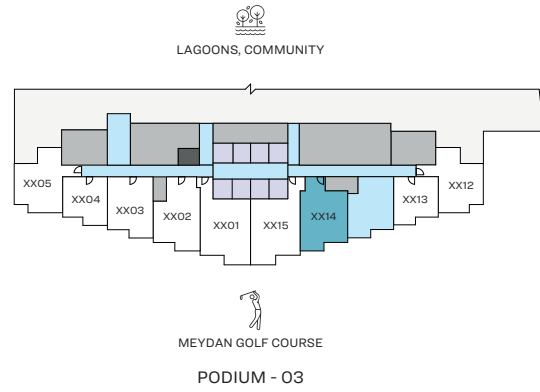 LAGOONS, COMMUNITY
XX05
XX04
XX03
XX02
XX01
XX15
XX14
XX13
XX12
MEYDAN GOLF COURSE
PODIUM - 03